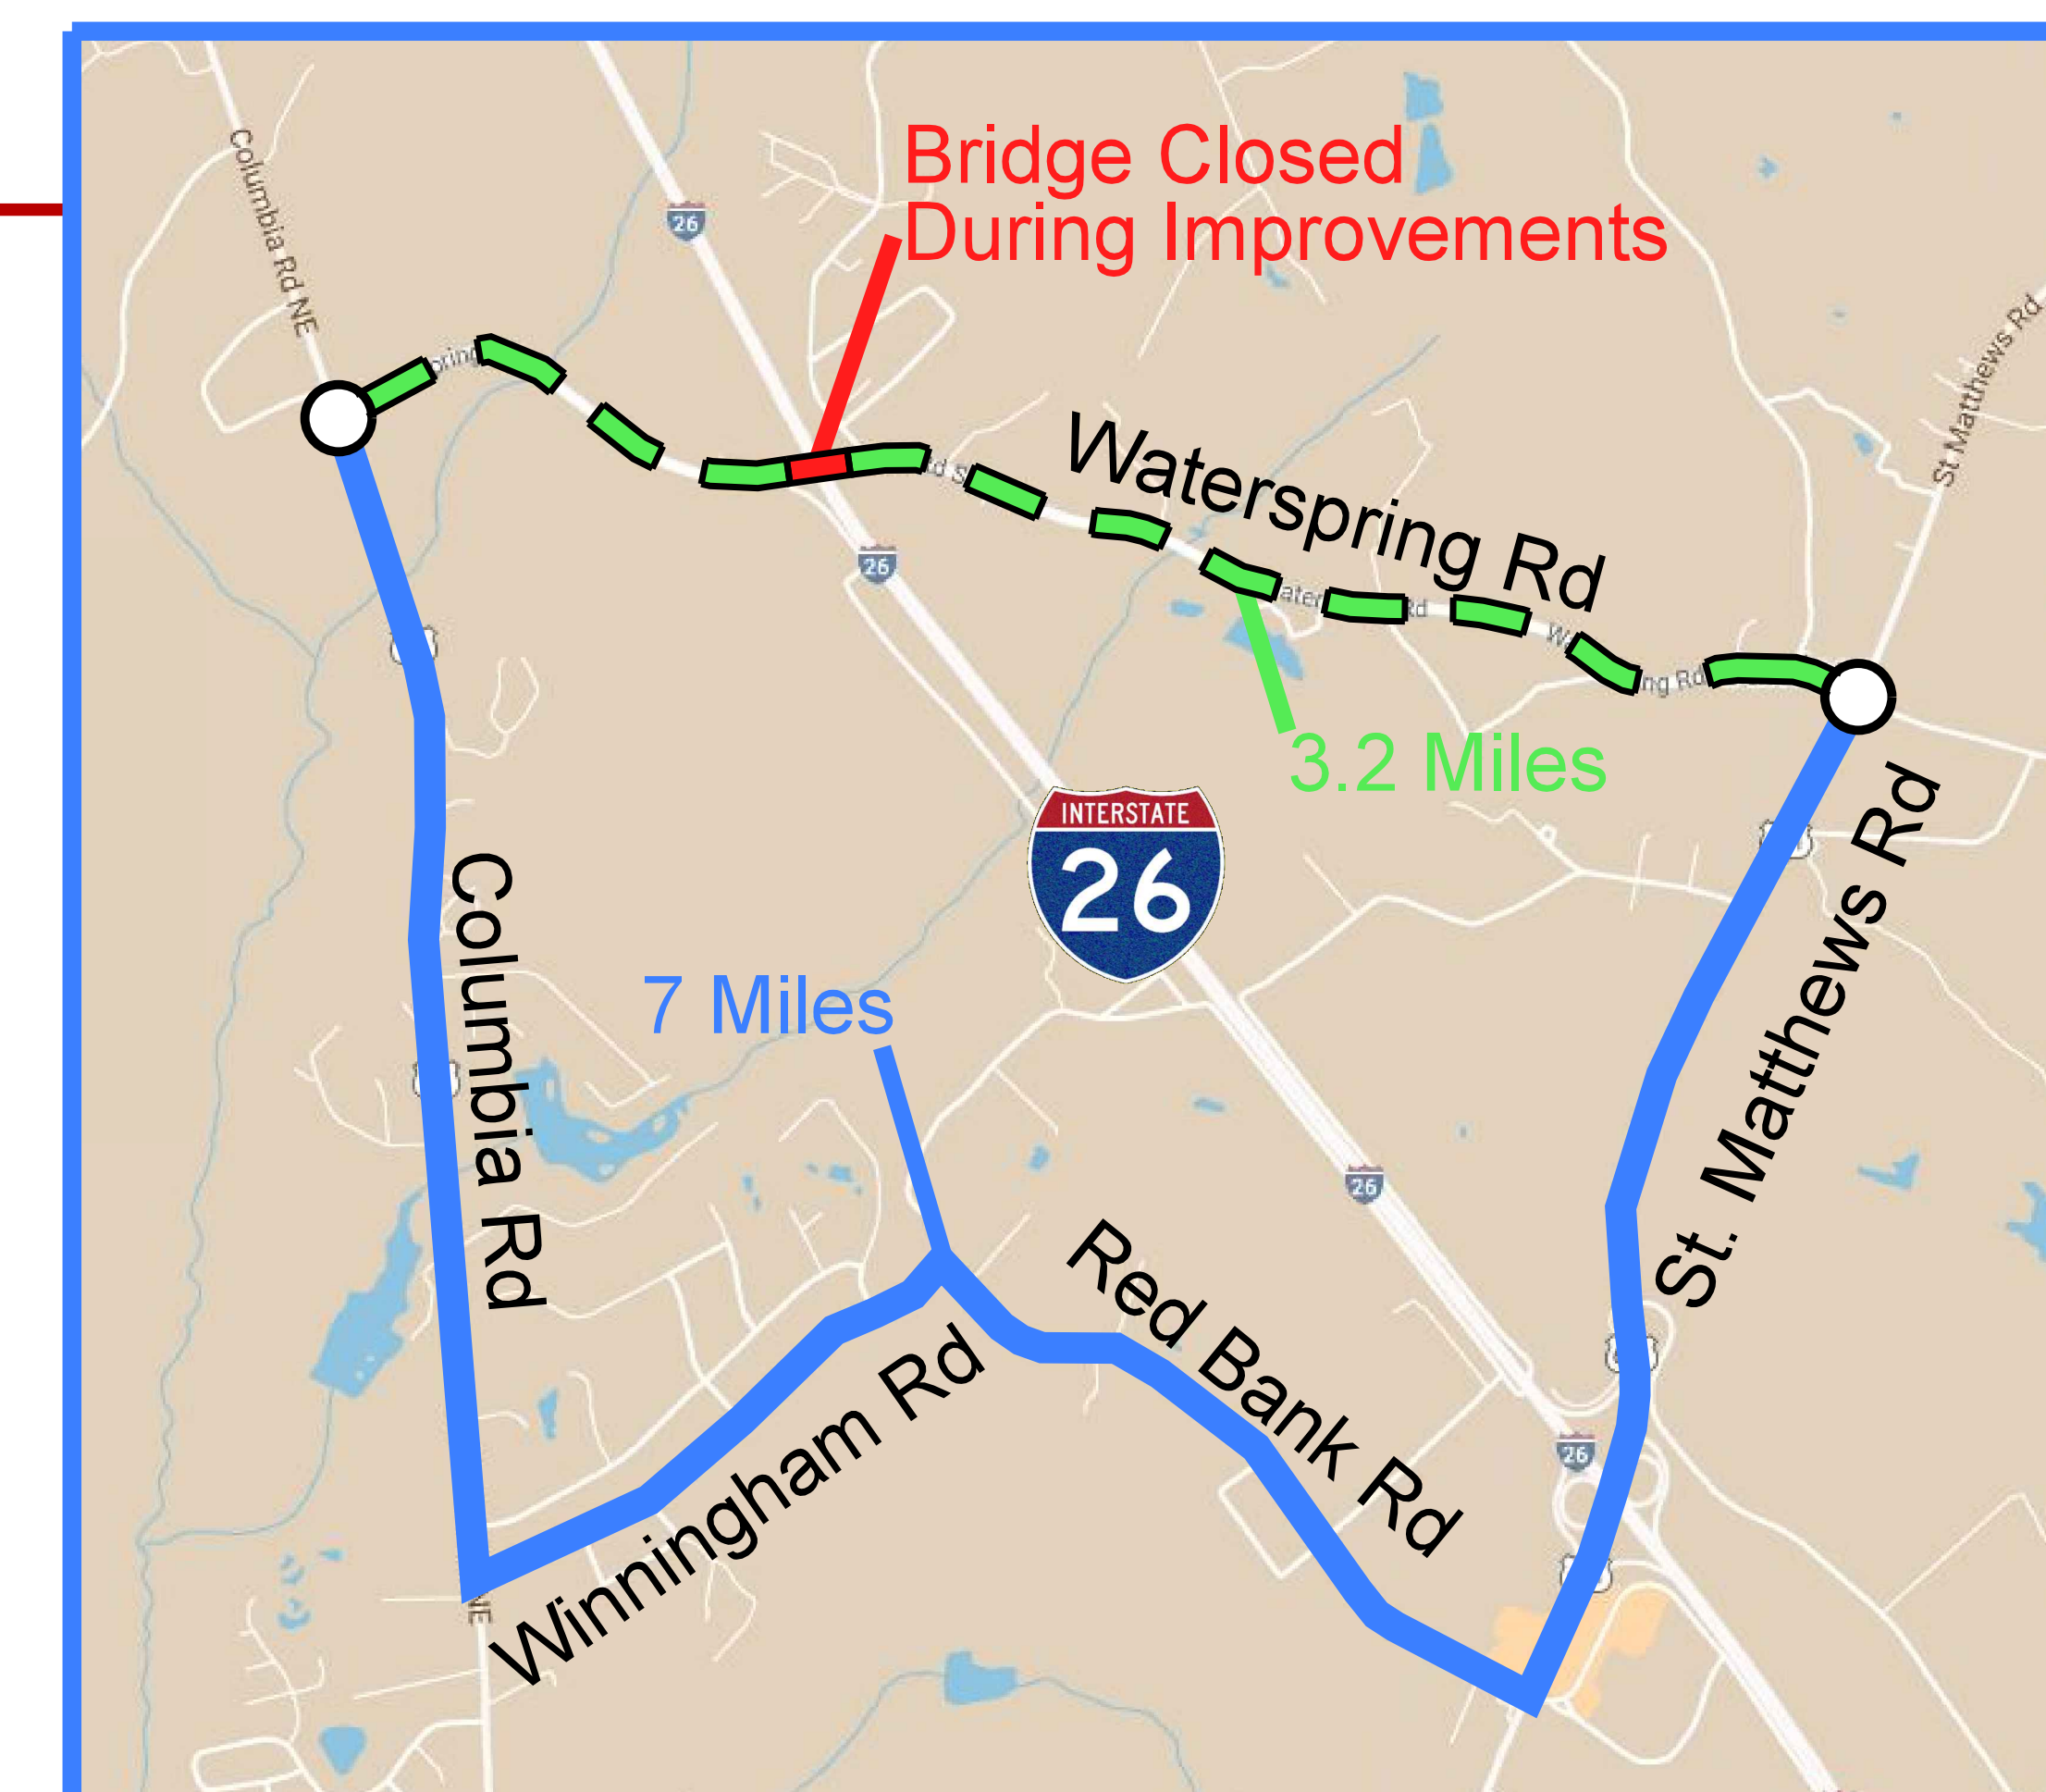 Bridge Closed
During Improvements
Columbia Rd NE
26
St Matthews Rd
Waterspring Rd
26
3.2 Miles
INTERSTATE
26
Columbia Rd
7 Miles
St. Matthews Rd
26
Red Bank Rd
Winningham Rd
26
NE